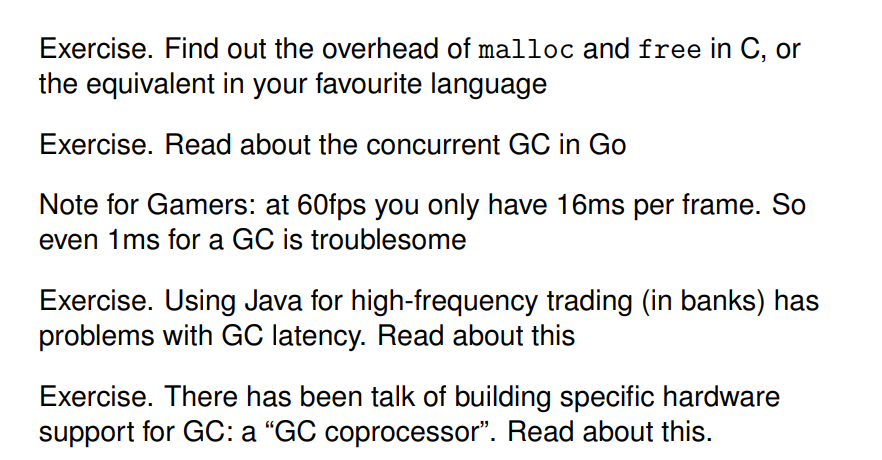 Exercise. Find out the overhead of malloc and free in C, or
the equivalent in your favourite language
Exercise. Read about the concurrent GC in Go
Note for Gamers: at 60fps you only have 16ms per frame. So
even 1ms for a GC is troublesome
Exercise. Using Java for high-frequency trading (in banks) has
problems with GC latency. Read about this
Exercise. There has been talk of building specific hardware
support for GC: a “GC coprocessor”. Read about this.